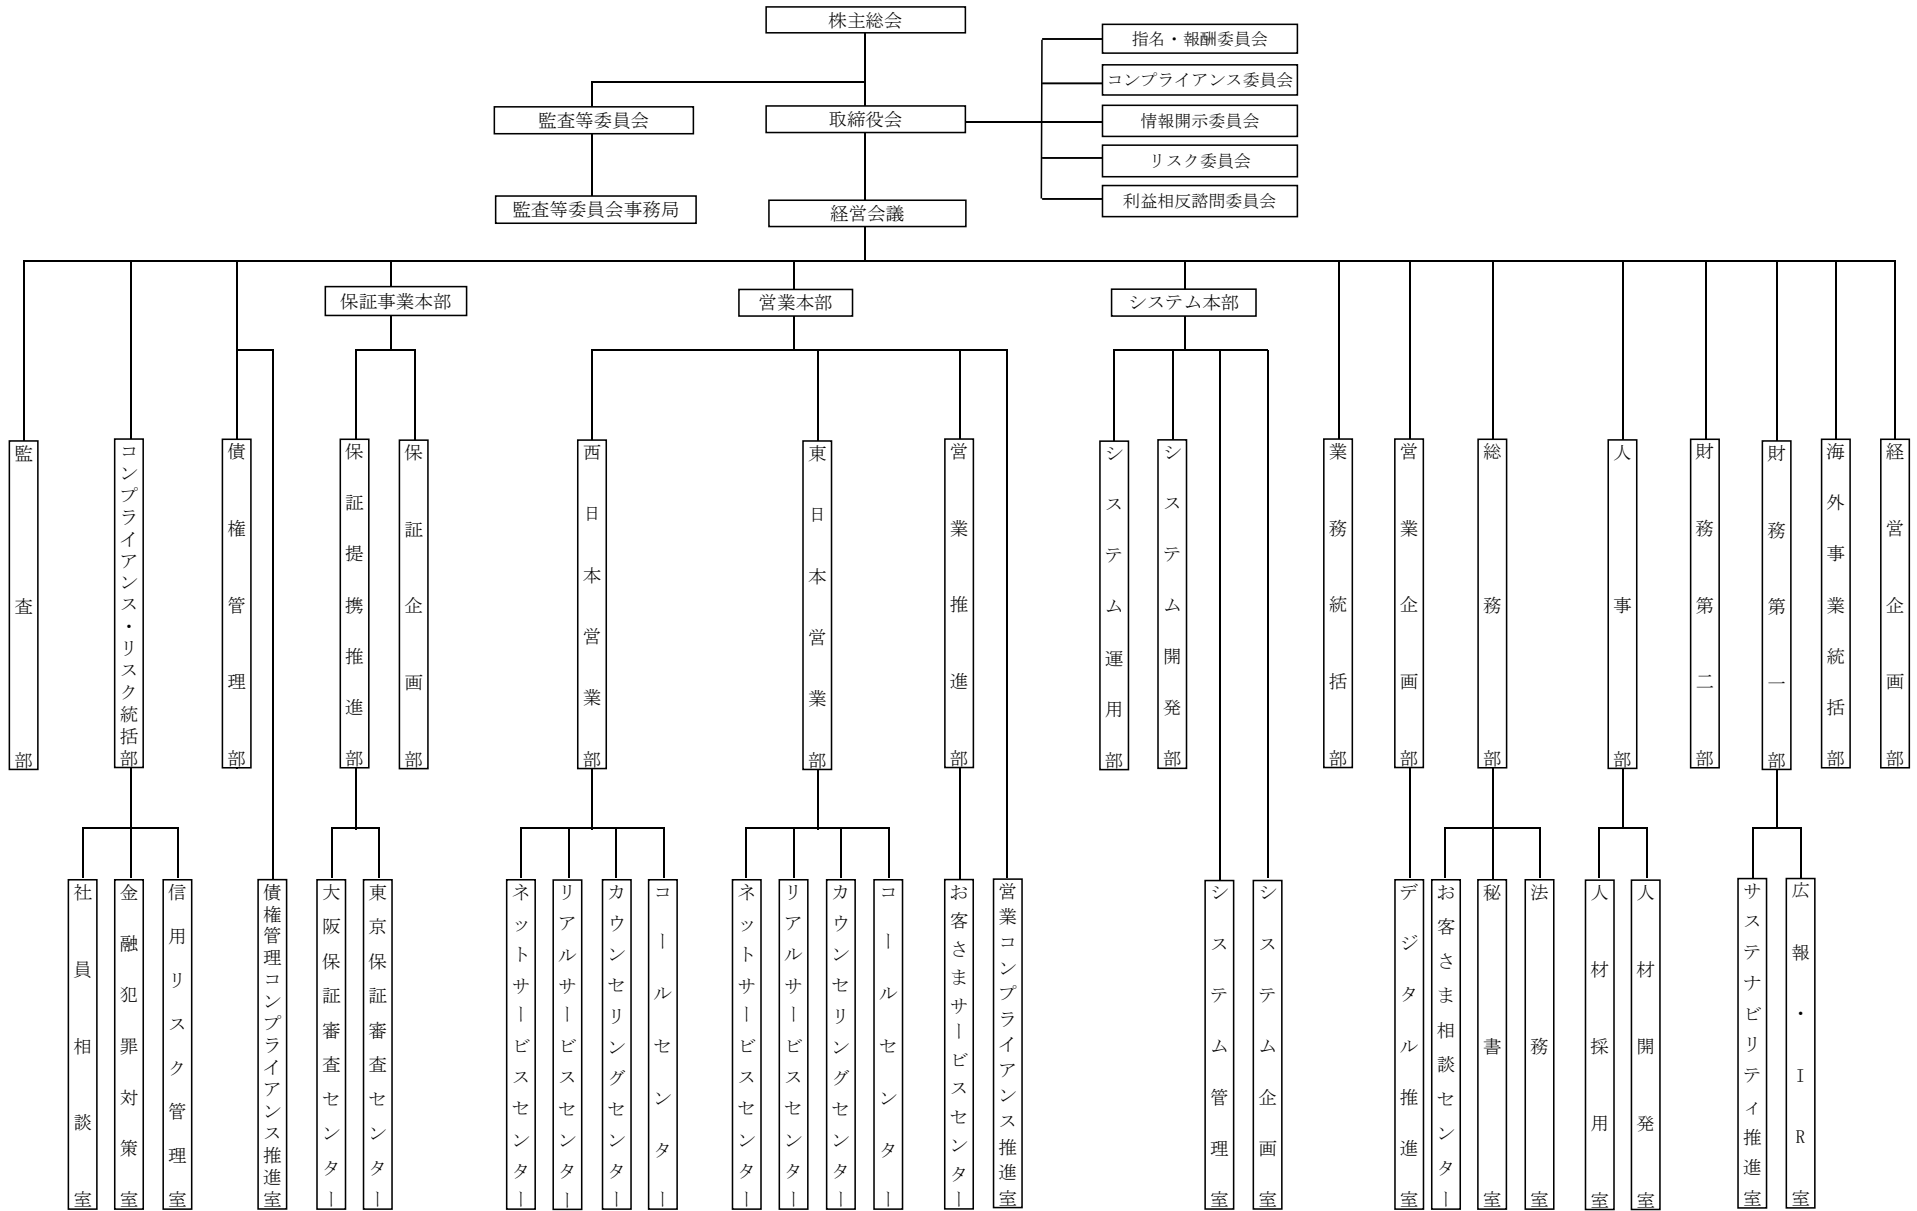 株主総会
指名・報酬委員会
コンプライアンス委員会
監査等委員会
取締役会
情報開示委員会
リスク委員会
監査等委員会事務局
経営会議
利益相反諮問委員会
保証事業本部
営業本部
システム本部
監査部
コンプライアンス・リスク統括部
債権管理部
保証提携推進部
保証企画部
西日本営業部
東日本営業部
営業推進部
システム運用部
システム開発部
業務統括部
営業企画部
総務部
人事部
財務第二部
財務第一部
海外事業統括部
経営企画部
社員相談室
金融犯罪対策室
信用リスク管理室
債権管理コンプライアンス推進室
大阪保証審査センター
東京保証審査センター
ネットサービスセンター
リアルサービスセンター
カウンセリングセンター
コールセンター
ネットサービスセンター
リアルサービスセンター
カウンセリングセンター
コールセンター
お客さまサービスセンター
営業コンプライアンス推進室
システム管理室
システム企画室
デジタル推進室
お客さま相談センター
秘書室
法務室
人材採用室
人材開発室
サステナビリティ推進室
広報・IR室